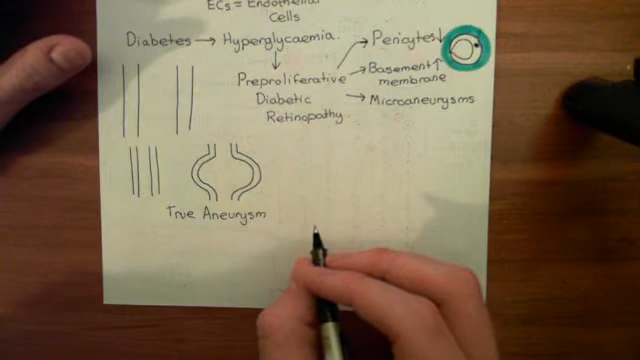 ECs = Endothelial
Cells
Diabetes → Hyperglycaemia.
Pericytes↓
Preproliferative
Diabetic
Retinopathy.
→ Basement↑
membrane
→ Microaneurysms
True Aneurysm